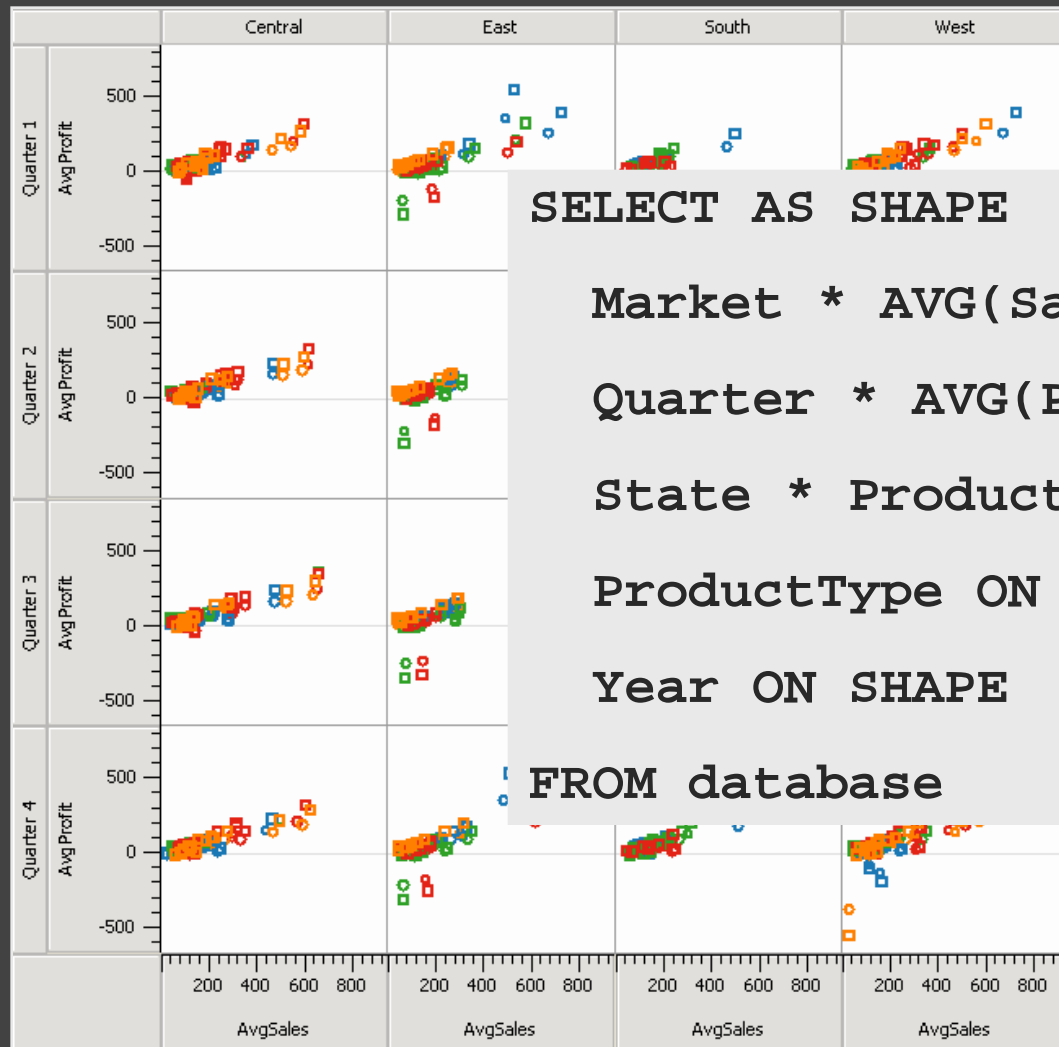 Central East South West
Quarter 1
AvgProfit
500
0
-500
Quarter 2
AvgProfit
500
0
-500
Quarter 3
AvgProfit
500
0
-500
Quarter 4
AvgProfit
500
0
-500
SELECT AS SHAPE
Market * AVG(Sa
Quarter * AVG(P
State * Product
ProductType ON
Year ON SHAPE
FROM database
200 400 600 800 200 400 600 800 200 400 600 800 200 400 600 800
AvgSales AvgSales AvgSales AvgSales